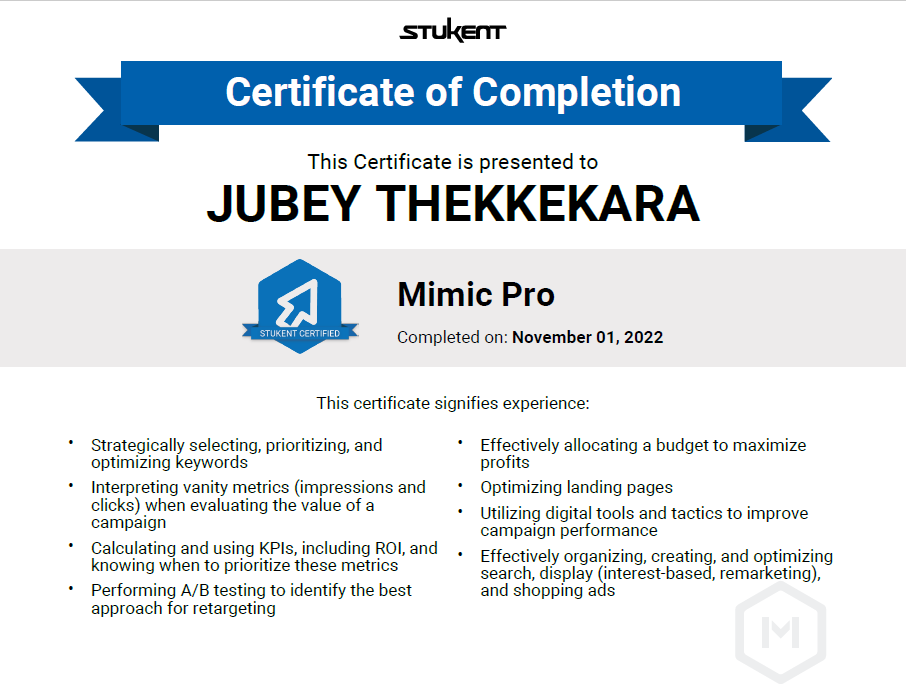 STUKENT
Certificate of Completion
This Certificate is presented to
JUBEY THEKKEKARA
STUKENT CERTIFIED
Mimic Pro
Completed on: November 01, 2022
This certificate signifies experience:
• Strategically selecting, prioritizing, and
optimizing keywords
• Interpreting vanity metrics (impressions and
clicks) when evaluating the value of a
campaign
• Calculating and using KPIs, including ROI, and
knowing when to prioritize these metrics
• Performing A/B testing to identify the best
approach for retargeting
• Effectively allocating a budget to maximize
profits
• Optimizing landing pages
• Utilizing digital tools and tactics to improve
campaign performance
• Effectively organizing, creating, and optimizing
search, display (interest-based, remarketing),
and shopping ads
M